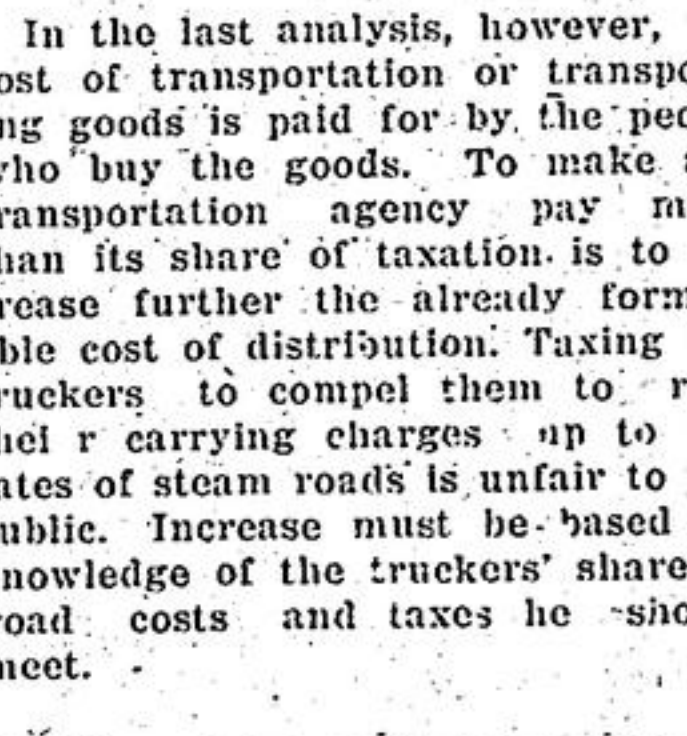 In the last analysis, however,
ost of transportation or transpo
ng goods is paid for by the peo
who buy the goods. To make a
ransportation agency pay m
han its share of taxation is to
rease further the already form
ble cost of distribution. Taxing
ruckers to compel them to r
hei r carrying charges up to
ates of steam roads is unfair to
ublic. Increase must be based
nowledge of the truckers' share
road costs and taxes he sho
meet.